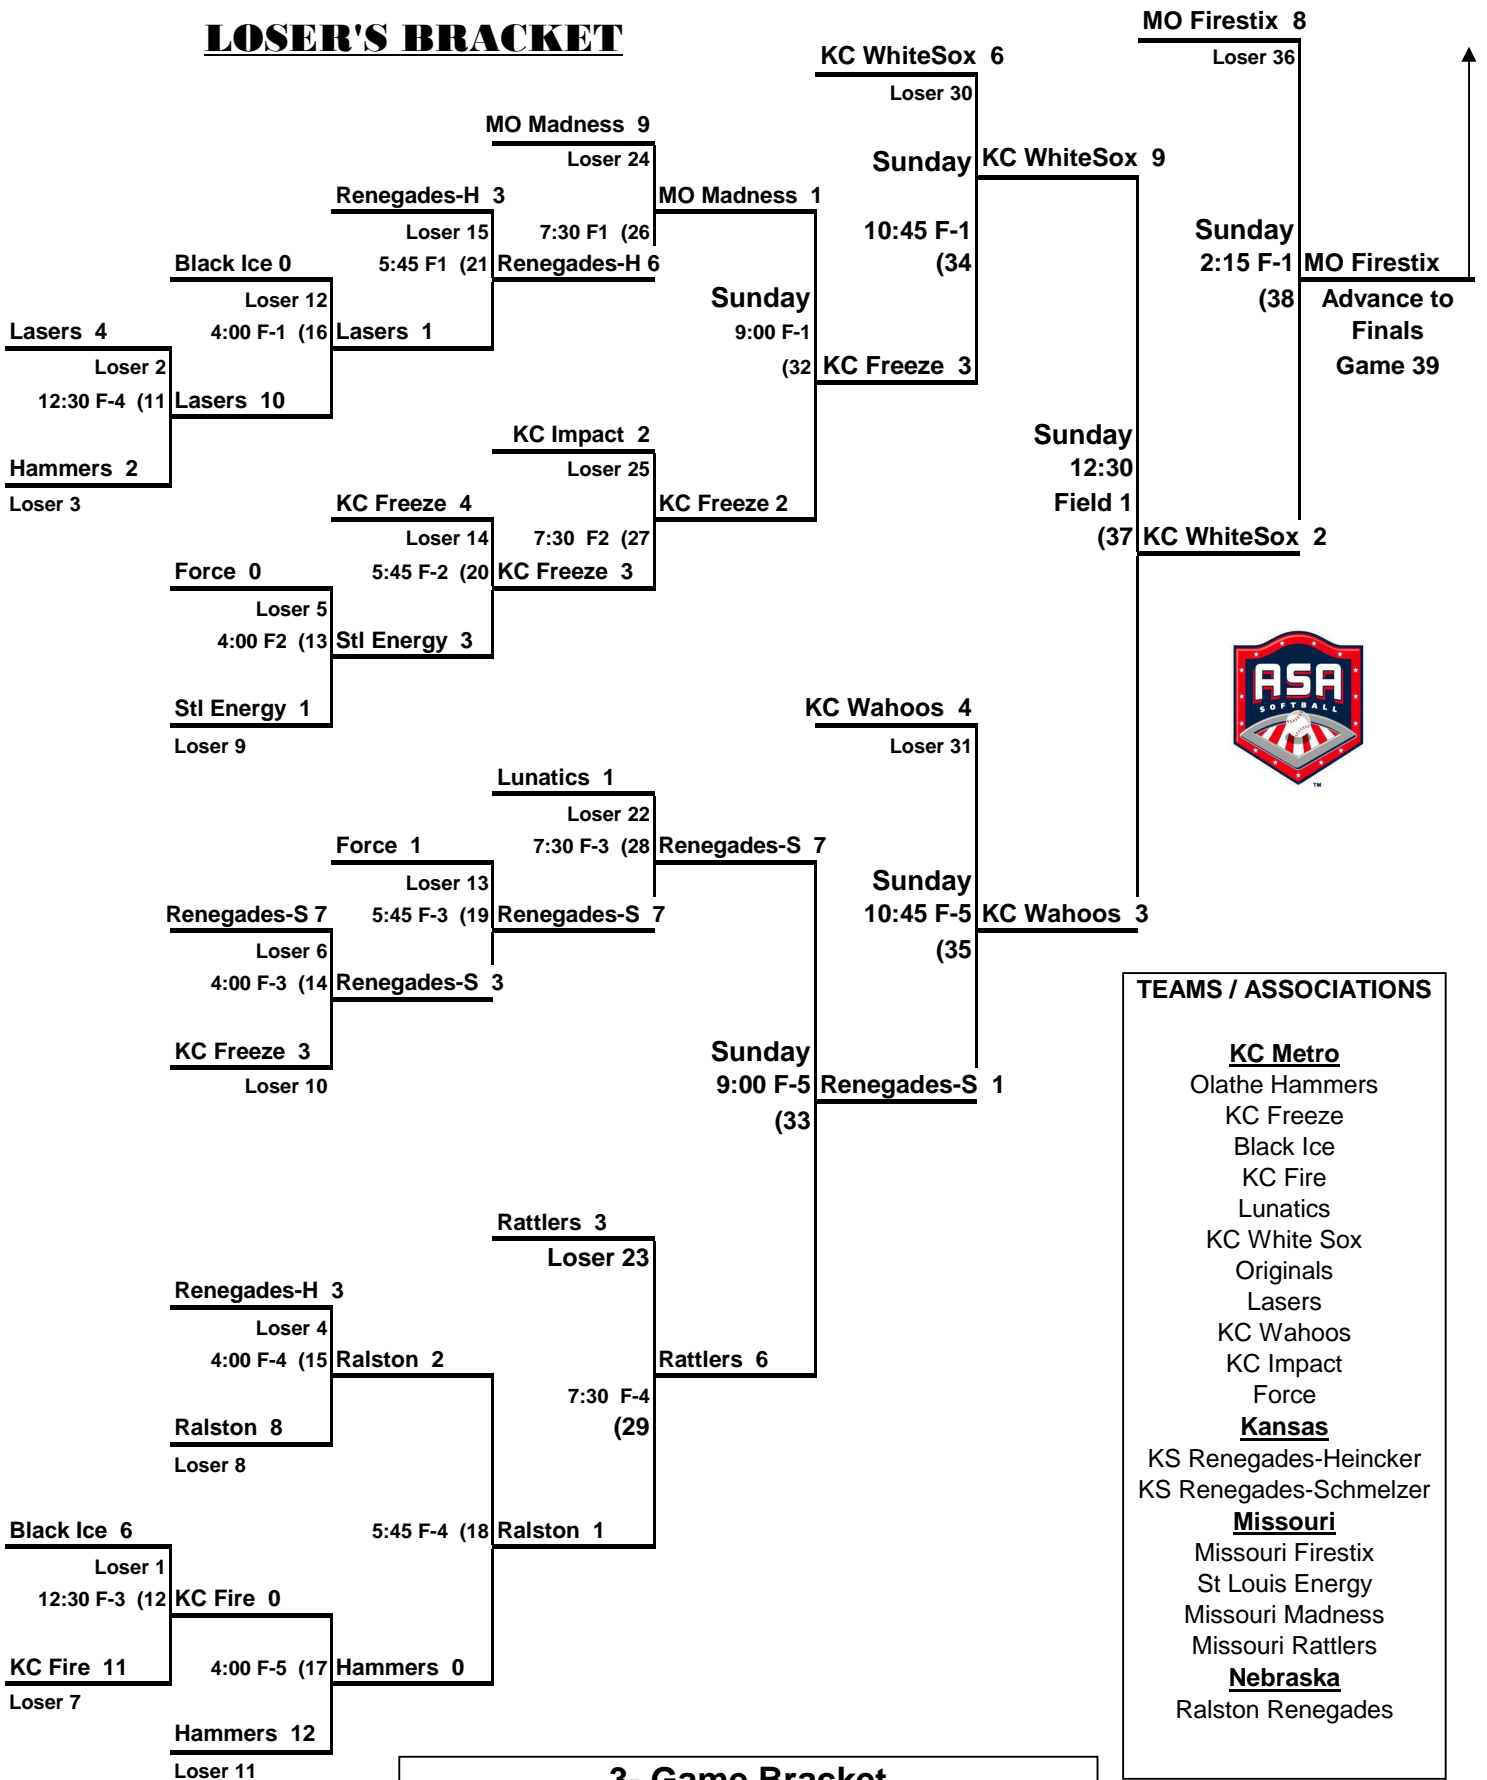 LOSER'S BRACKET
MO Firestix 8
Loser 36
KC WhiteSox 6
Loser 30
MO Madness 9
Loser 24
Sunday
KC WhiteSox 9
Renegades-H 3
MO Madness 1
Loser 15
7:30 F1 (26
10:45 F-1
Sunday
Black Ice 0
5:45 F1 (21
Renegades-H 6
(34
2:15 F-1
MO Firestix
Loser 12
Sunday
(38
Advance to
Lasers 4
4:00 F-1 (16
Lasers 1
9:00 F-1
Finals
Loser 2
(32
KC Freeze 3
Game 39
12:30 F-4 (11
Lasers 10
KC Impact 2
Sunday
Hammers 2
Loser 25
12:30
Loser 3
KC Freeze 4
KC Freeze 2
Field 1
Loser 14
7:30 F2 (27
(37
KC WhiteSox 2
Force 0
5:45 F-2 (20
KC Freeze 3
Loser 5
4:00 F2 (13
Stl Energy 3
ASA
SOFTBALL
TM
Stl Energy 1
KC Wahoos 4
Loser 9
Loser 31
Lunatics 1
Loser 22
Force 1
7:30 F-3 (28
Renegades-S 7
Loser 13
Sunday
Renegades-S 7
5:45 F-3 (19
Renegades-S 7
10:45 F-5
KC Wahoos 3
Loser 6
(35
4:00 F-3 (14
Renegades-S 3
KC Freeze 3
Sunday
Loser 10
9:00 F-5
Renegades-S 1
(33
Rattlers 3
Loser 23
Renegades-H 3
Loser 4
4:00 F-4 (15
Ralston 2
Rattlers 6
7:30 F-4
Ralston 8
(29
Loser 8
Black Ice 6
5:45 F-4 (18
Ralston 1
Loser 1
12:30 F-3 (12
KC Fire 0
KC Fire 11
4:00 F-5 (17
Hammers 0
Loser 7
Hammers 12
Loser 11
TEAMS / ASSOCIATIONS
KC Metro
Olathe Hammers
KC Freeze
Black Ice
KC Fire
Lunatics
KC White Sox
Originals
Lasers
KC Wahoos
KC Impact
Force
Kansas
KS Renegades-Heincker
KS Renegades-Schmelzer
Missouri
Missouri Firestix
St Louis Energy
Missouri Madness
Missouri Rattlers
Nebraska
Ralston Renegades
3- Game Bracket